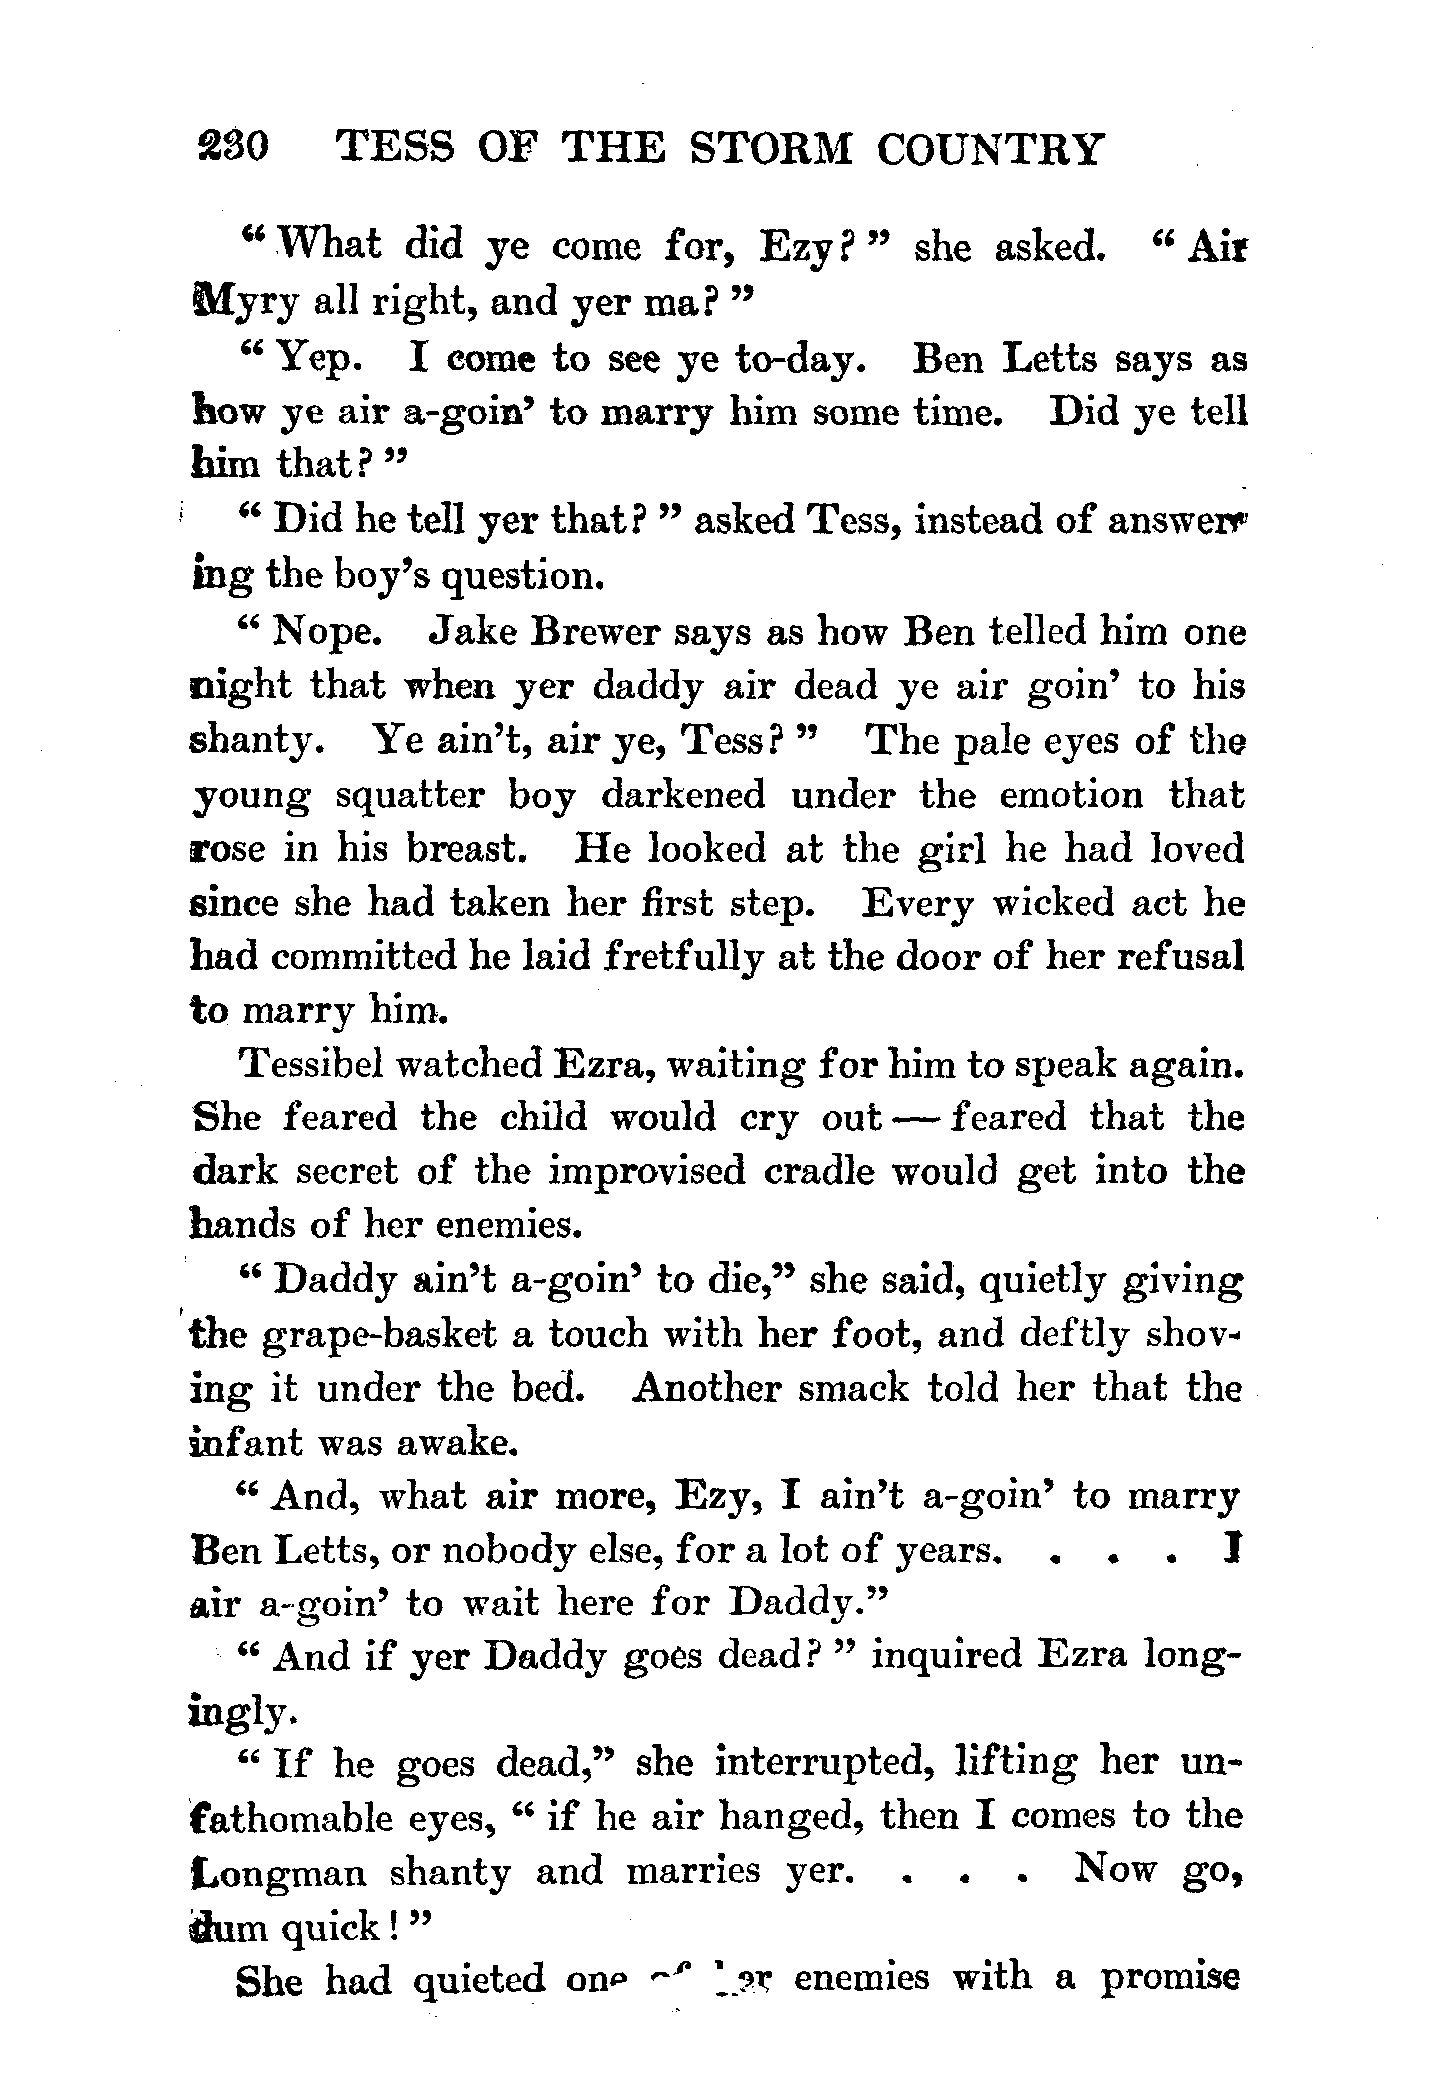 230 TESS OF THE STORM COUNTRY
“ What did ye come for, Ezy? ” she asked. “ Air
Myry all right, and yer ma? ”
“ Yep. I come to see ye to-day. Ben Letts says as
how ye air a-goin’ to marry him some time. Did ye tell
him that? ”
“ Did he tell yer that? ” asked Tess, instead of answer-
ing the boy’s question.
“ Nope. Jake Brewer says as how Ben telled him one
night that when yer daddy air dead ye air goin’ to his
shanty. Ye ain’t, air ye, Tess? ” The pale eyes of the
young squatter boy darkened under the emotion that
rose in his breast. He looked at the girl he had loved
since she had taken her first step. Every wicked act he
had committed he laid fretfully at the door of her refusal
to marry him.
Tessibel watched Ezra, waiting for him to speak again.
She feared the child would cry out — feared that the
dark secret of the improvised cradle would get into the
hands of her enemies.
“ Daddy ain’t a-goin’ to die,” she said, quietly giving
the grape-basket a touch with her foot, and deftly shov-
ing it under the bed. Another smack told her that the
infant was awake.
“ And, what air more, Ezy, I ain’t a-goin’ to marry
Ben Letts, or nobody else, for a lot of years. . . . I
air a-goin’ to wait here for Daddy.”
“ And if yer Daddy goes dead? ” inquired Ezra long-
ingly.
“ If he goes dead,” she interrupted, lifting her un-
fathomable eyes, “ if he air hanged, then I comes to the
Longman shanty and marries yer. . . . Now go,
dum quick! ”
She had quieted one of her enemies with a promise